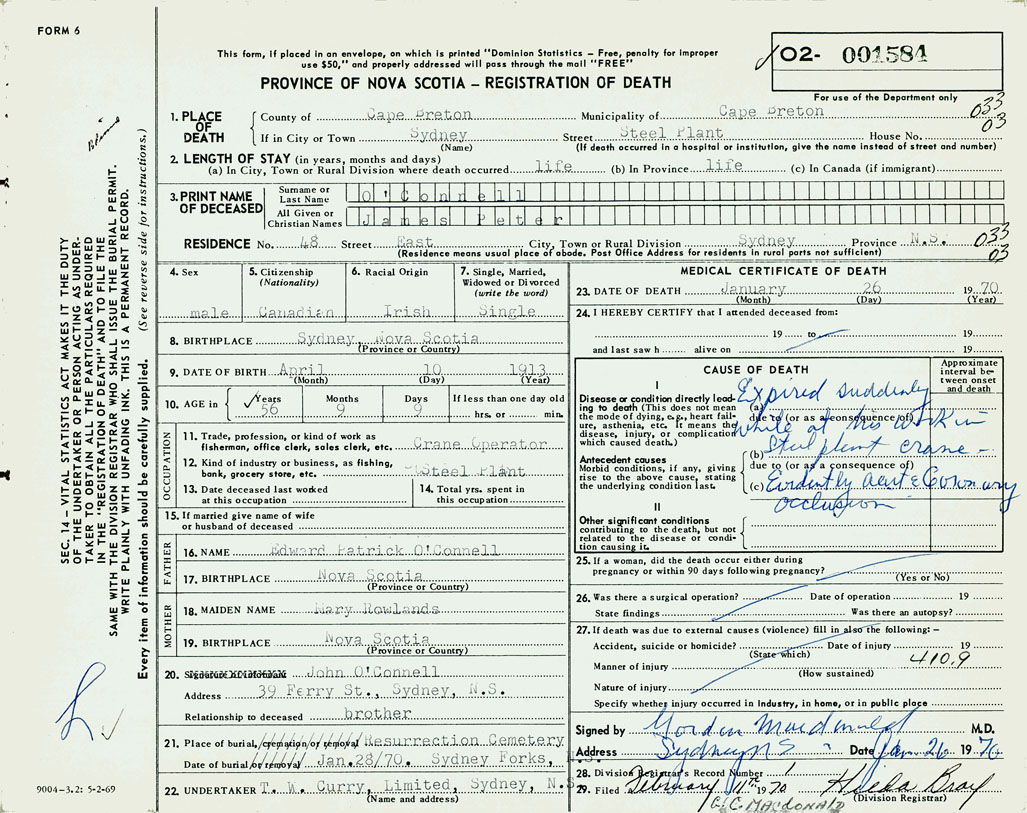 FORM 6
This form, if placed in an envelope, on which is printed "Dominion Statistics – Free, penalty for improper
use $50," and properly addressed will pass through the mail "FREE"
PROVINCE OF NOVA SCOTIA – REGISTRATION OF DEATH
O2- 001584
For use of the Department only
033
03
1. PLACE OF DEATH
County of Cape Breton Municipality of Cape Breton
If in City or Town Sydney Street Steel Plant House No.
(Name) (If death occurred in a hospital or institution, give the name instead of street and number)
2. LENGTH OF STAY (in years, months and days)
(a) In City, Town or Rural Division where death occurred life (b) In Province life (c) In Canada (if immigrant)
3. PRINT NAME OF DECEASED
Surname or Last Name O'Connell
All Given or Christian Names James Peter
RESIDENCE No. 48 Street East City, Town or Rural Division Sydney Province N.S. 033
(Residence means usual place of abode. Post Office Address for residents in rural parts not sufficient) 03
4. Sex
male
5. Citizenship (Nationality)
Canadian
6. Racial Origin
Irish
7. Single, Married, Widowed or Divorced (write the word)
Single
8. BIRTHPLACE Sydney, Nova Scotia
(Province or Country)
9. DATE OF BIRTH April 10 1913
(Month) (Day) (Year)
10. AGE in Years Months Days If less than one day old
56 9 9 hrs. or min.
OCCUPATION
11. Trade, profession, or kind of work as
fisherman, office clerk, sales clerk, etc. Crane Operator
12. Kind of industry or business, as fishing,
bank, grocery store, etc. Steel Plant
13. Date deceased last worked
at this occupation
14. Total yrs. spent in
this occupation
15. If married give name of wife
or husband of deceased
FATHER
16. NAME Edward Patrick O'Connell
17. BIRTHPLACE Nova Scotia
(Province or Country)
MOTHER
18. MAIDEN NAME Mary Rowlands
19. BIRTHPLACE Nova Scotia
(Province or Country)
20. Signature of informant John O'Connell
Address 39 Ferry St., Sydney, N.S.
Relationship to deceased brother
21. Place of burial, cremation or removal Resurrection Cemetery
Date of burial or removal Jan.28/70. Sydney Forks, N.S.
22. UNDERTAKER T. W. Curry, Limited, Sydney, N.S.
(Name and address)
MEDICAL CERTIFICATE OF DEATH
23. DATE OF DEATH January 26 1970
(Month) (Day) (Year)
24. I HEREBY CERTIFY that I attended deceased from:
19 to 19
and last saw h alive on 19
CAUSE OF DEATH
Approximate interval between onset and death
I
Disease or condition directly leading to death (This does not mean the mode of dying, e.g., heart failure, asthenia, etc. It means the disease, injury, or complication which caused death.)
(a) Expired suddenly
due to (or as a consequence of)
while at his work in
(b) Steel plant crane –
Antecedent causes
Morbid conditions, if any, giving rise to the above cause, stating the underlying condition last.
due to (or as a consequence of)
(c) Evidently acute Coronary
occlusion
II
Other significant conditions
contributing to the death, but not related to the disease or condition causing it.
25. If a woman, did the death occur either during
pregnancy or within 90 days following pregnancy?
(Yes or No)
26. Was there a surgical operation? Date of operation 19
State findings Was there an autopsy?
27. If death was due to external causes (violence) fill in also the following: –
Accident, suicide or homicide? Date of injury 19
(State which) 410.9
Manner of injury
(How sustained)
Nature of injury
Specify whether injury occurred in Industry, in home, or in public place
Signed by Gordon Macdonald M.D.
Address Sydney NS Date Jan 26 1970
28. Division Registrar's Record Number 1
29. Filed February 11th 1970 Hilda Bray
(Division Registrar)
C. MACDONALD
SEC. 14 – VITAL STATISTICS ACT MAKES IT THE DUTY
OF THE UNDERTAKER OR PERSON ACTING AS UNDER-
TAKER TO OBTAIN ALL THE PARTICULARS REQUIRED
IN THE "REGISTRATION OF DEATH" AND TO FILE THE
SAME WITH THE DIVISION REGISTRAR WHO SHALL ISSUE THE BURIAL PERMIT.
WRITE PLAINLY WITH UNFADING INK. THIS IS A PERMANENT RECORD.
Every item of information should be carefully supplied. (See reverse side for instructions.)
9004-3.2: 5-2-69